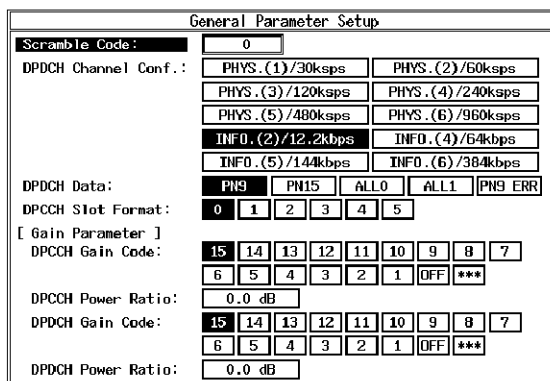 General Parameter Setup
Scramble Code: 0
DPDCH Channel Conf.: PHYS.(1)/30ksps PHYS.(2)/60ksps
PHYS.(3)/120ksps PHYS.(4)/240ksps
PHYS.(5)/480ksps PHYS.(6)/960ksps
INFO.(2)/12.2kbps INFO.(4)/64kbps
INFO.(5)/144kbps INFO.(6)/384kbps
DPDCH Data: PN9 PN15 ALL0 ALL1 PN9 ERR
DPCCH Slot Format: 0 1 2 3 4 5
[ Gain Parameter ]
DPCCH Gain Code: 15 14 13 12 11 10 9 8 7
6 5 4 3 2 1 OFF ***
DPCCH Power Ratio: 0.0 dB
DPDCH Gain Code: 15 14 13 12 11 10 9 8 7
6 5 4 3 2 1 OFF ***
DPDCH Power Ratio: 0.0 dB